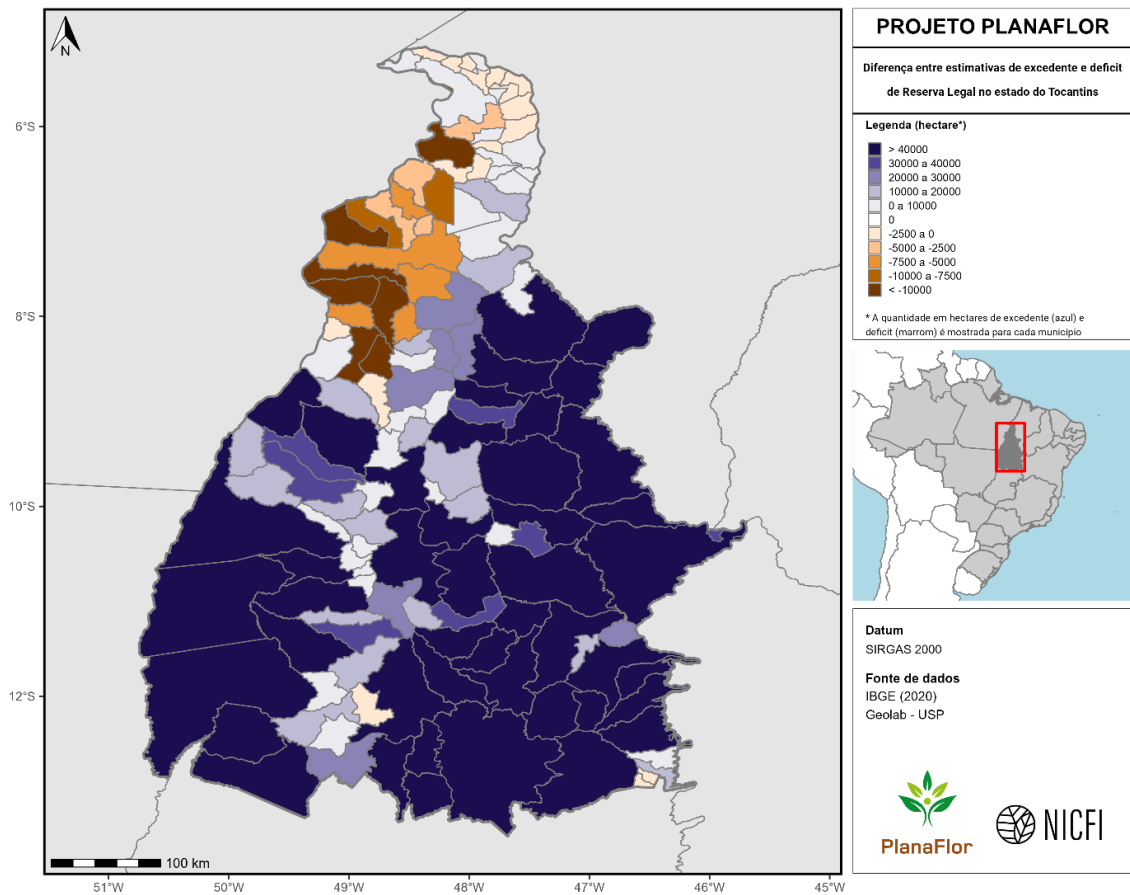 N
6°S
8°S
10°S
12°S
100 km
51°W
50°W
49°W
48°W
47°W
46°W
45°W
PROJETO PLANAFLOR
Diferença entre estimativas de excedente e deficit
de Reserva Legal no estado do Tocantins
Legenda (hectare*)
> 40000
30000 a 40000
20000 a 30000
10000 a 20000
0 a 10000
0
-2500 a 0
-5000 a -2500
-7500 a -5000
-10000 a -7500
< -10000
* A quantidade em hectares de excedente (azul) e
deficit (marrom) é mostrada para cada municipio
Datum
SIRGAS 2000
Fonte de dados
IBGE (2020)
Geolab - USP
PlanaFlor
NICFI